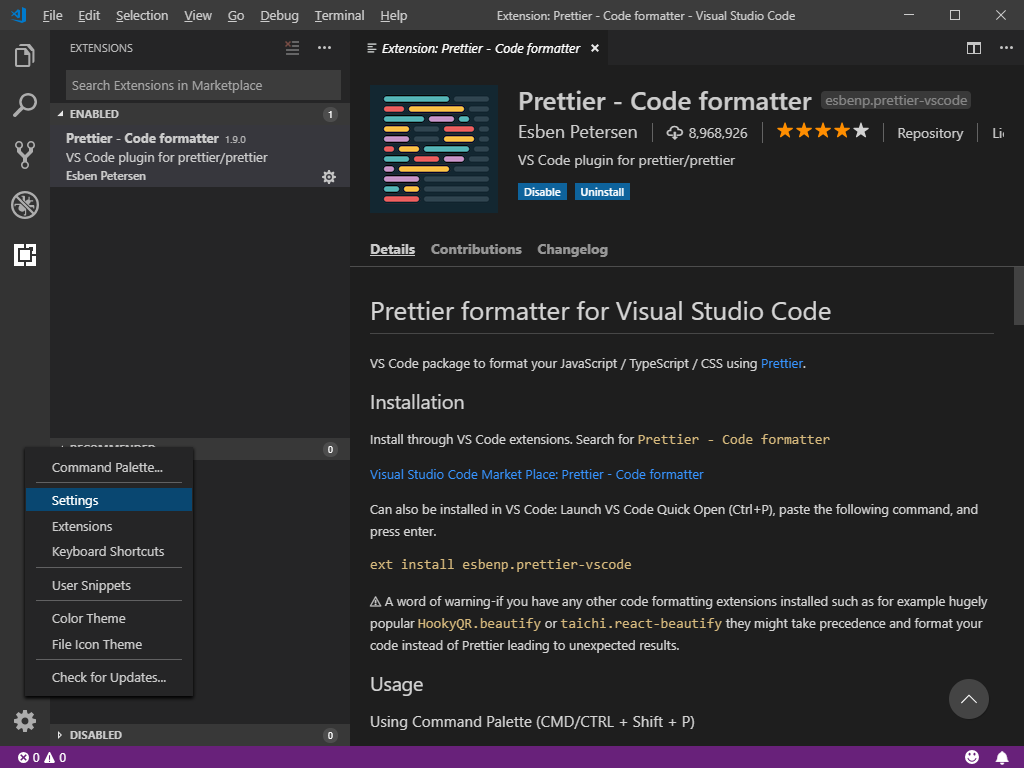 File Edit Selection View Go Debug Terminal Help
Extension: Prettier - Code formatter - Visual Studio Code
EXTENSIONS
Search Extensions in Marketplace
ENABLED 1
Prettier - Code formatter 1.9.0
VS Code plugin for prettier/prettier
Esben Petersen
RECOMMENDED 0
Command Palette...
Settings
Extensions
Keyboard Shortcuts
User Snippets
Color Theme
File Icon Theme
Check for Updates...
DISABLED 0
Extension: Prettier - Code formatter
Prettier - Code formatter esbenp.prettier-vscode
Esben Petersen 8,968,926 Repository Li
VS Code plugin for prettier/prettier
Disable Uninstall
Details Contributions Changelog
Prettier formatter for Visual Studio Code
VS Code package to format your JavaScript / TypeScript / CSS using Prettier.
Installation
Install through VS Code extensions. Search for Prettier - Code formatter
Visual Studio Code Market Place: Prettier - Code formatter
Can also be installed in VS Code: Launch VS Code Quick Open (Ctrl+P), paste the following command, and
press enter.
ext install esbenp.prettier-vscode
⚠ A word of warning-if you have any other code formatting extensions installed such as for example hugely
popular HookyQR.beautify or taichi.react-beautify they might take precedence and format your
code instead of Prettier leading to unexpected results.
Usage
Using Command Palette (CMD/CTRL + Shift + P)
0 0